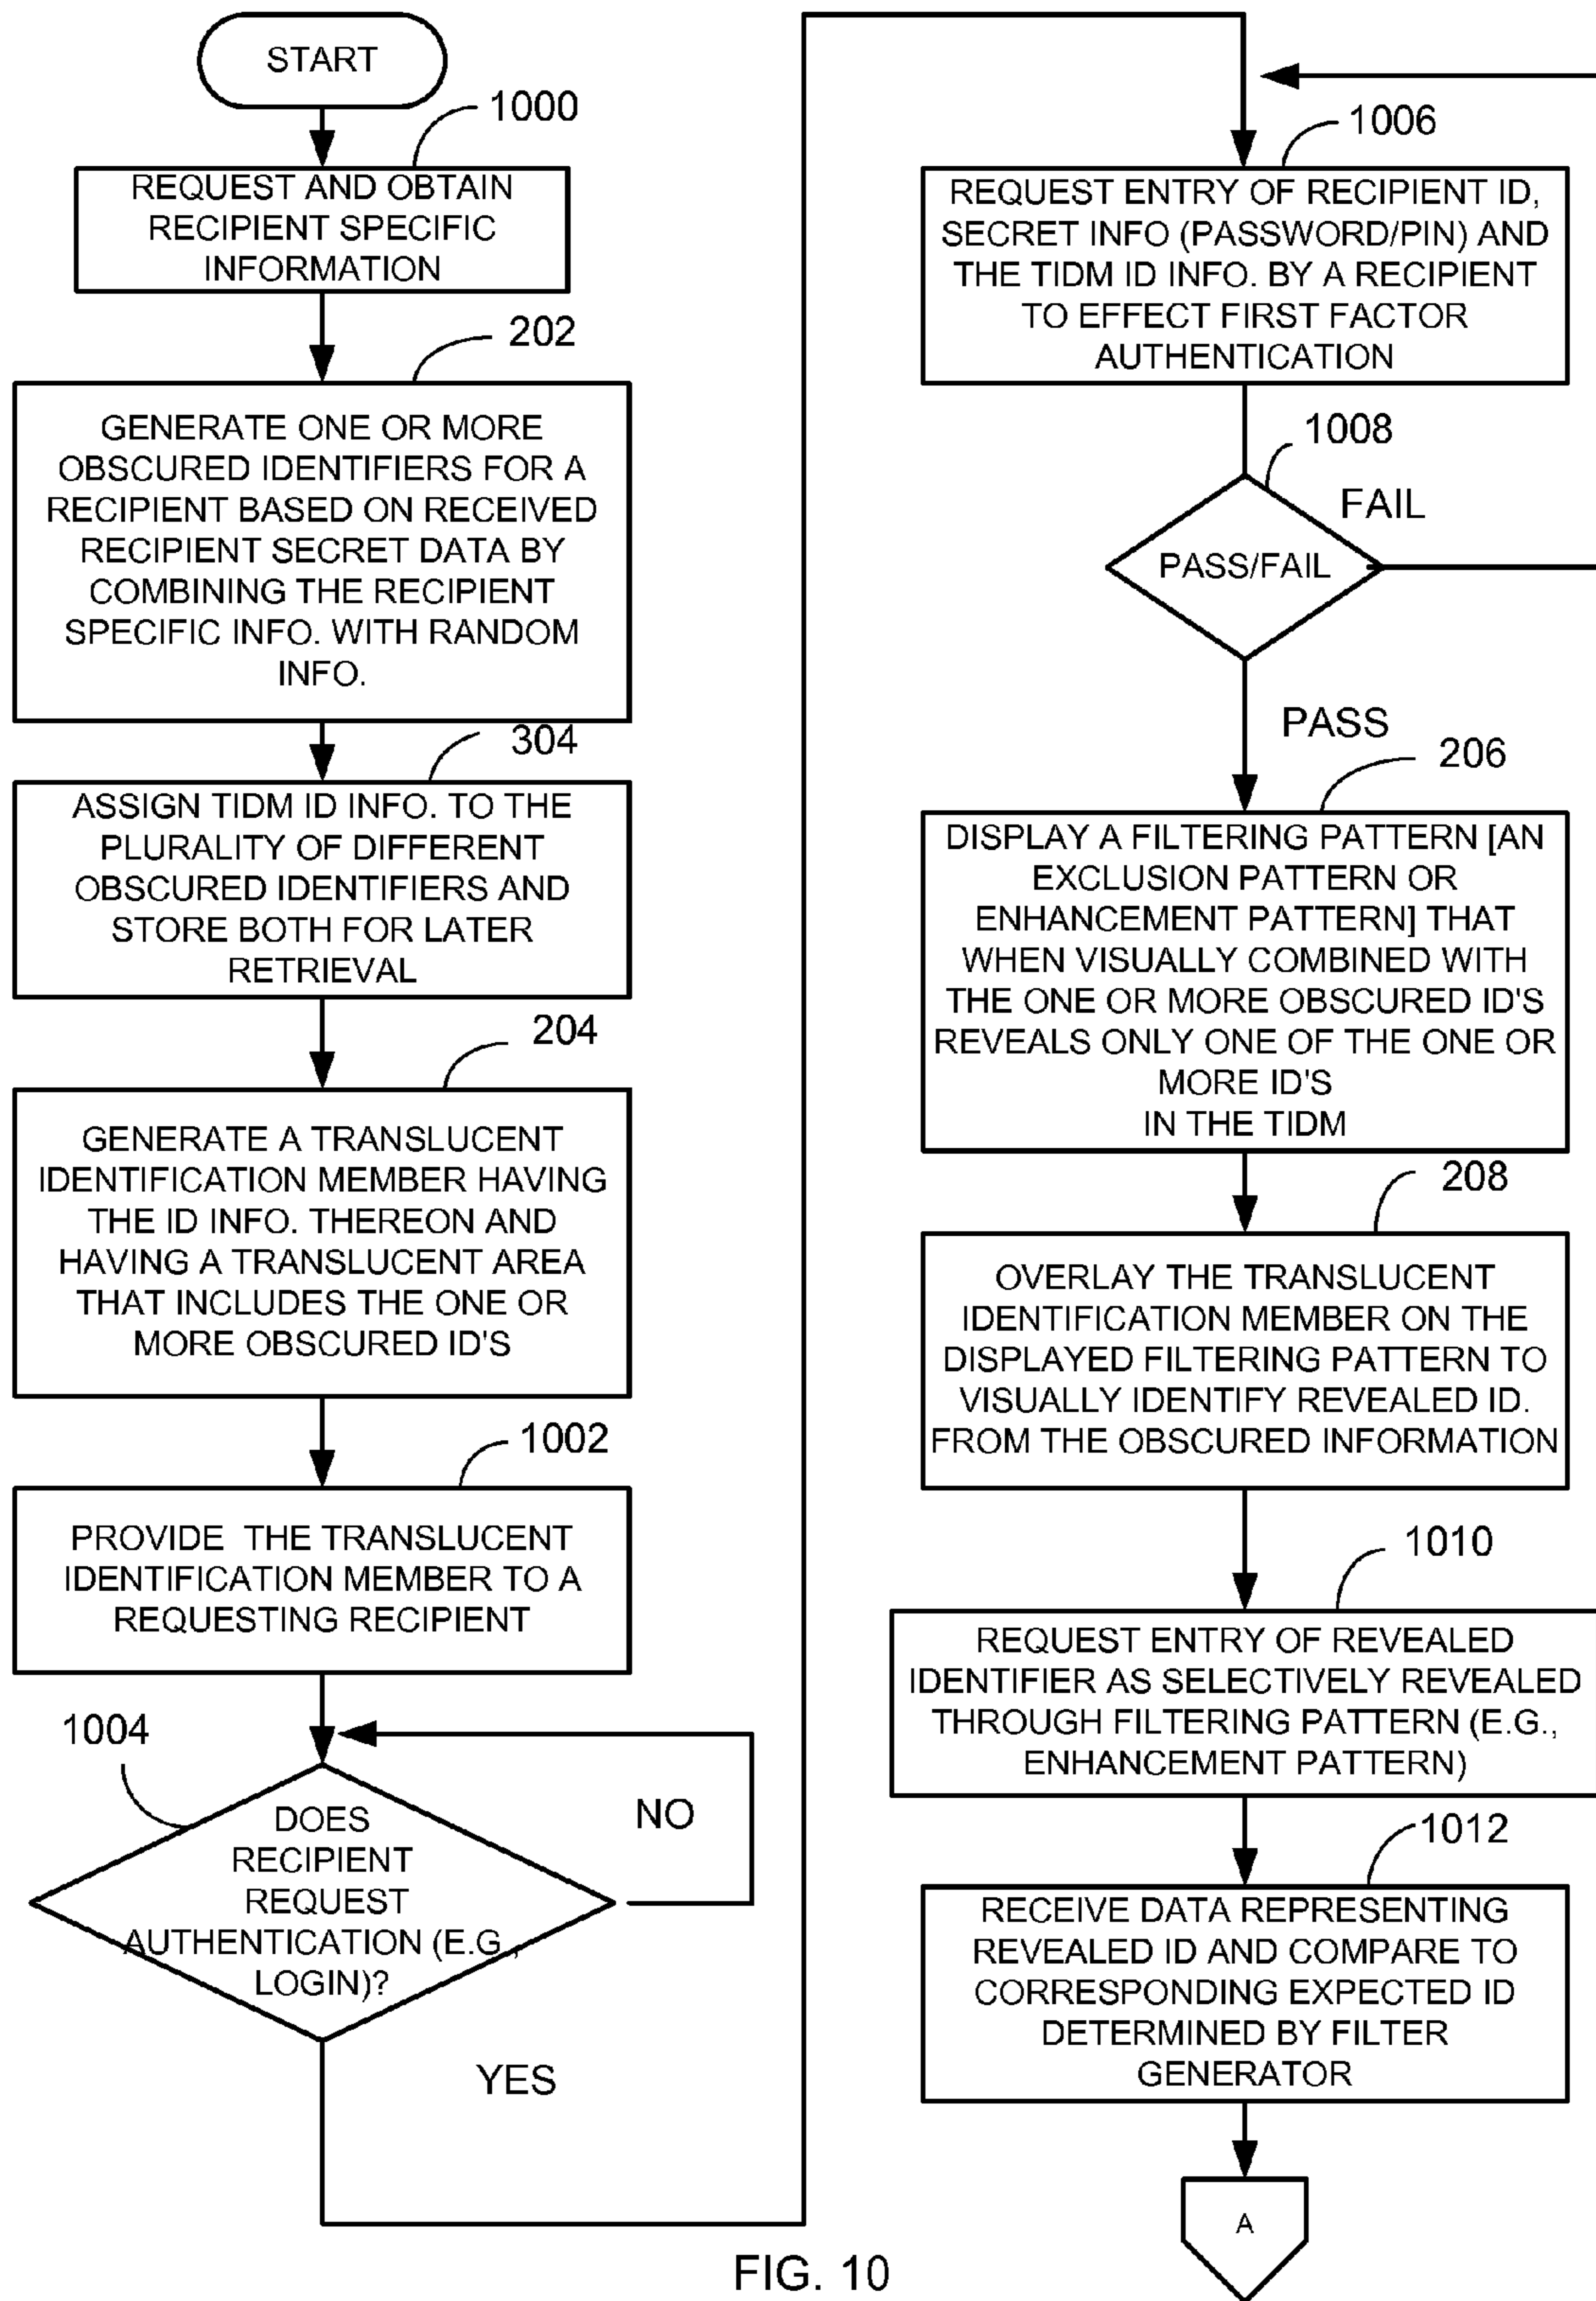 START
1000
REQUEST AND OBTAIN
RECIPIENT SPECIFIC
INFORMATION
202
GENERATE ONE OR MORE
OBSCURED IDENTIFIERS FOR A
RECIPIENT BASED ON RECEIVED
RECIPIENT SECRET DATA BY
COMBINING THE RECIPIENT
SPECIFIC INFO. WITH RANDOM
INFO.
304
ASSIGN TIDM ID INFO. TO THE
PLURALITY OF DIFFERENT
OBSCURED IDENTIFIERS AND
STORE BOTH FOR LATER
RETRIEVAL
204
GENERATE A TRANSLUCENT
IDENTIFICATION MEMBER HAVING
THE ID INFO. THEREON AND
HAVING A TRANSLUCENT AREA
THAT INCLUDES THE ONE OR
MORE OBSCURED ID'S
1002
PROVIDE THE TRANSLUCENT
IDENTIFICATION MEMBER TO A
REQUESTING RECIPIENT
1004
DOES
RECIPIENT
REQUEST
AUTHENTICATION (E.G.,
LOGIN)?
NO
YES
1006
REQUEST ENTRY OF RECIPIENT ID,
SECRET INFO (PASSWORD/PIN) AND
THE TIDM ID INFO. BY A RECIPIENT
TO EFFECT FIRST FACTOR
AUTHENTICATION
1008
FAIL
PASS/FAIL
PASS
206
DISPLAY A FILTERING PATTERN [AN
EXCLUSION PATTERN OR
ENHANCEMENT PATTERN] THAT
WHEN VISUALLY COMBINED WITH
THE ONE OR MORE OBSCURED ID'S
REVEALS ONLY ONE OF THE ONE OR
MORE ID'S
IN THE TIDM
208
OVERLAY THE TRANSLUCENT
IDENTIFICATION MEMBER ON THE
DISPLAYED FILTERING PATTERN TO
VISUALLY IDENTIFY REVEALED ID.
FROM THE OBSCURED INFORMATION
1010
REQUEST ENTRY OF REVEALED
IDENTIFIER AS SELECTIVELY REVEALED
THROUGH FILTERING PATTERN (E.G.,
ENHANCEMENT PATTERN)
1012
RECEIVE DATA REPRESENTING
REVEALED ID AND COMPARE TO
CORRESPONDING EXPECTED ID
DETERMINED BY FILTER
GENERATOR
A
FIG. 10